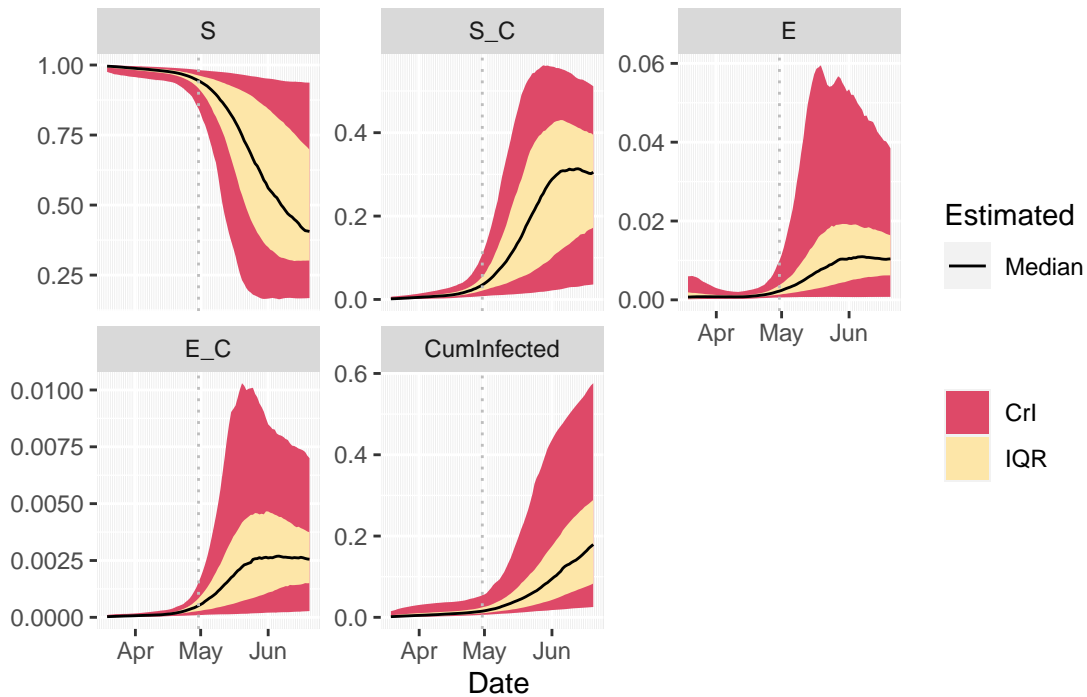 S
S_C
E
1.00
0.75
0.50
0.25
0.4
0.2
0.0
0.06
0.04
0.02
0.00
Apr May Jun
E_C
CumInfected
0.0100
0.0075
0.0050
0.0025
0.0000
0.6
0.4
0.2
0.0
Apr May Jun
Apr May Jun
Date
Estimated
Median
CrI
IQR